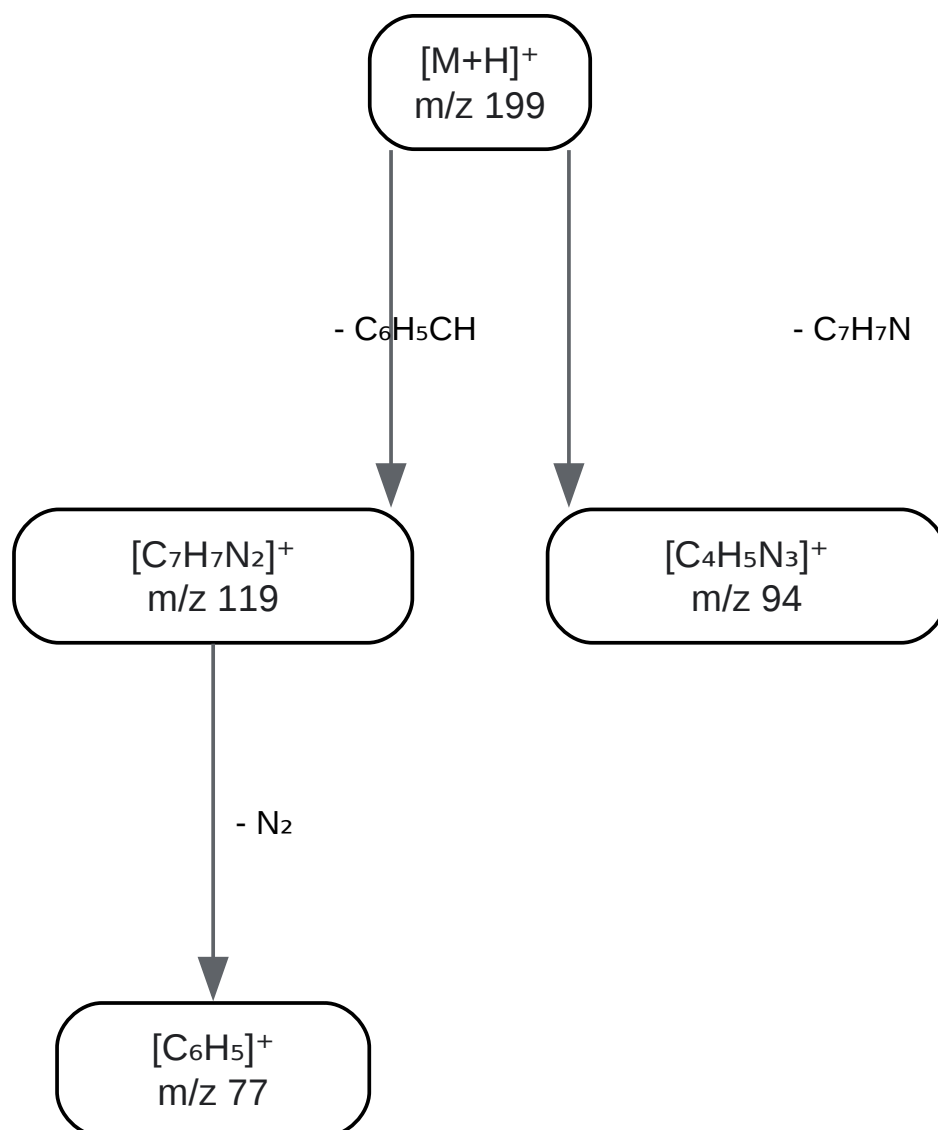 [M+H]⁺
m/z 199
- C₆H₅CH
- C₇H₇N
[C₇H₇N₂]⁺
m/z 119
[C₄H₅N₃]⁺
m/z 94
- N₂
[C₆H₅]⁺
m/z 77